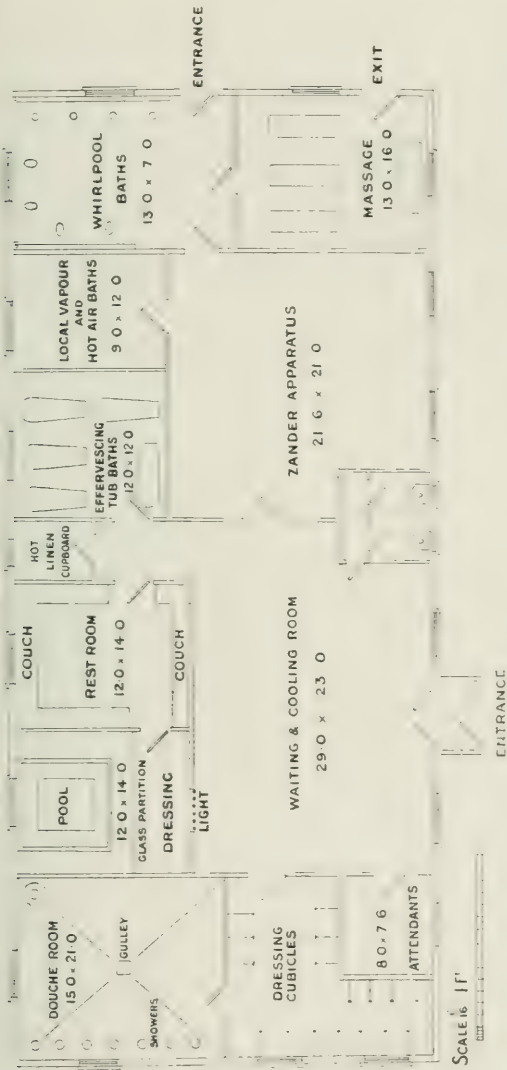 DOUCHE ROOM
15.0 x 21.0
GULLEY
SHOWERS
POOL
12.0 x 14.0
GLASS PARTITION
DRESSING
LIGHT
COUCH
REST ROOM
12.0 x 14.0
COUCH
HOT
LINEN
CUPBOARD
EFFERVESCING
TUB BATHS
12.0 x 12.0
LOCAL VAPOUR
AND
HOT AIR BATHS
9.0 x 12.0
WHIRLPOOL
BATHS
13.0 x 7.0
ENTRANCE
DRESSING
CUBICLES
8.0 x 7.6
ATTENDANTS
WAITING & COOLING ROOM
29.0 x 23.0
ZANDER APPARATUS
21.6 x 21.0
MASSAGE
13.0 x 16.0
EXIT
ENTRANCE
SCALE 16 1F'